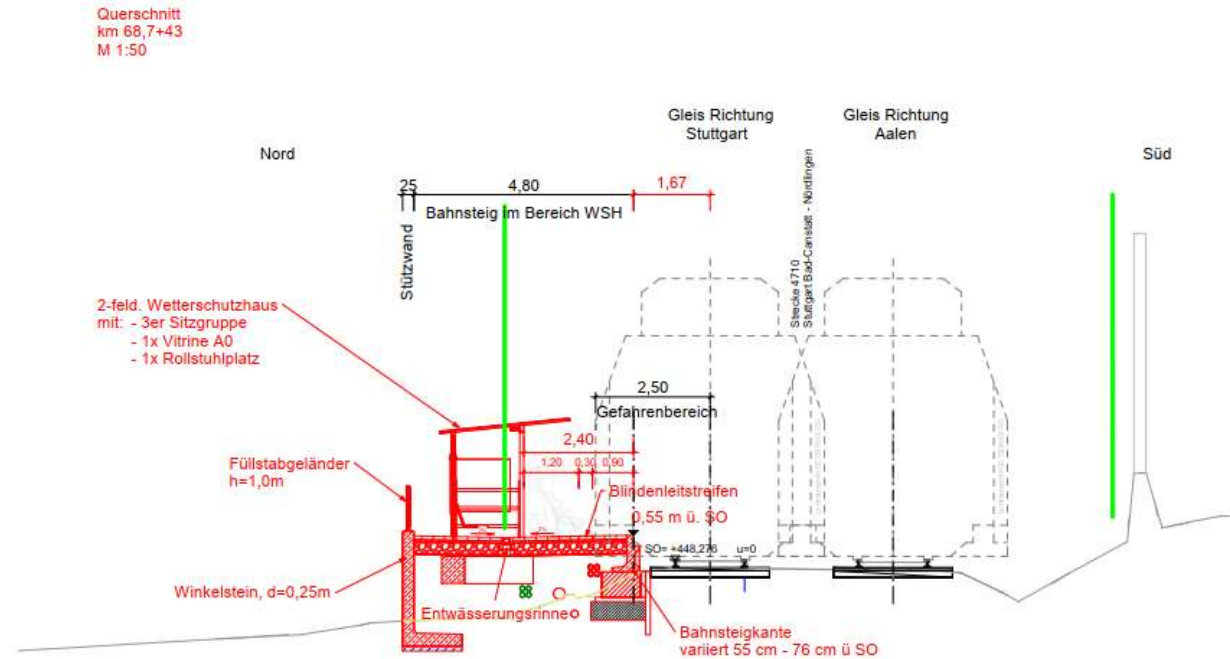 Querschnitt
km 68,7+43
M 1:50
Gleis Richtung
Stuttgart
Gleis Richtung
Aalen
Nord
Süd
25
4,80
1,67
Bahnsteig im Bereich WSH
Stützwand
Strecke 4710
Stuttgart Bad-Canstatt - Nördlingen
2-feld. Wetterschutzhaus
mit: - 3er Sitzgruppe
- 1x Vitrine A0
- 1x Rollstuhlplatz
2,50
Gefahrenbereich
2,40
1,20
0,30
0,90
Füllstabgeländer
h=1,0m
Blindenleitstreifen
0,55 m ü. SO
SO= +448,276
u=0
Winkelstein, d=0,25m
Entwässerungsrinne
Bahnsteigkante
variiert 55 cm - 76 cm ü SO